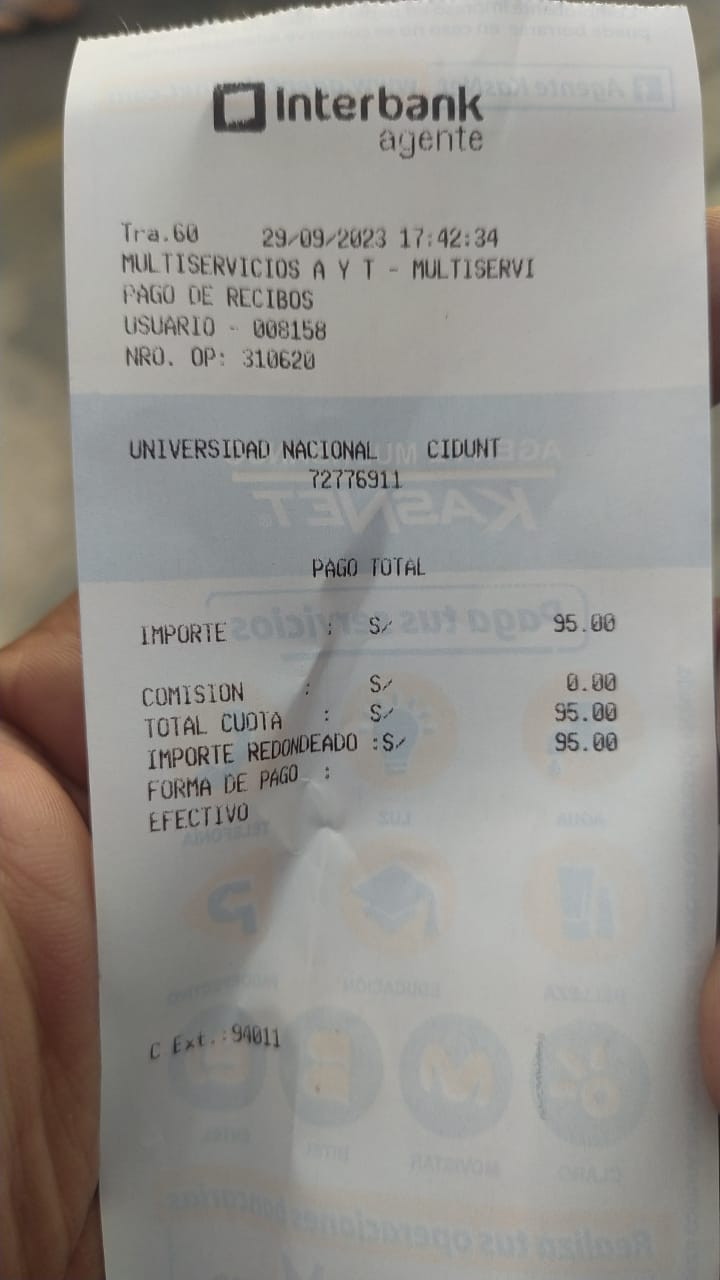 Interbank
agente
Tra.60 29/09/2023 17:42:34
MULTISERVICIOS A Y T - MULTISERVI
PAGO DE RECIBOS
USUARIO - 008158
NRO. OP: 310620
UNIVERSIDAD NACIONAL CIDUNT
72776911
PAGO TOTAL
IMPORTE : S/ 95.00
COMISION : S/ 0.00
TOTAL CUOTA : S/ 95.00
IMPORTE REDONDEADO :S/ 95.00
FORMA DE PAGO :
EFECTIVO
C Ext.:94011